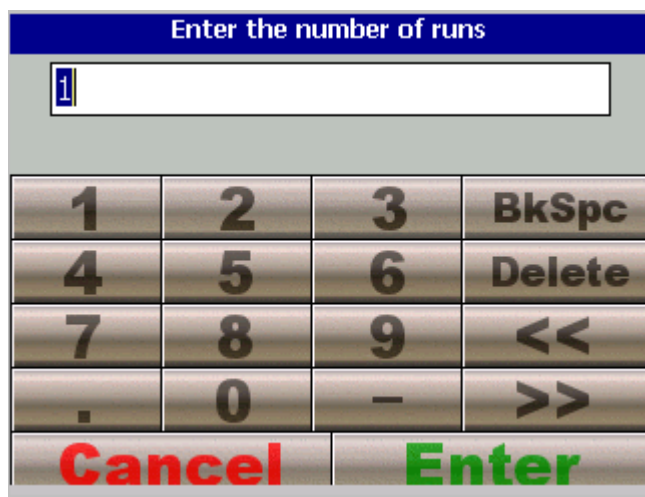 Enter the number of runs
1
1 2 3 BkSpc
4 5 6 Delete
7 8 9 <<
. 0 – >>
Cancel Enter